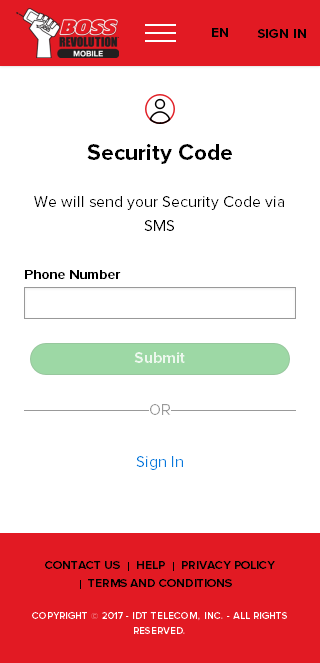 BOSS
REVOLUTION
MOBILE
EN
SIGN IN
Security Code
We will send your Security Code via
SMS
Phone Number
Submit
OR
Sign In
CONTACT US | HELP | PRIVACY POLICY
| TERMS AND CONDITIONS
COPYRIGHT © 2017 - IDT TELECOM, INC. - ALL RIGHTS
RESERVED.